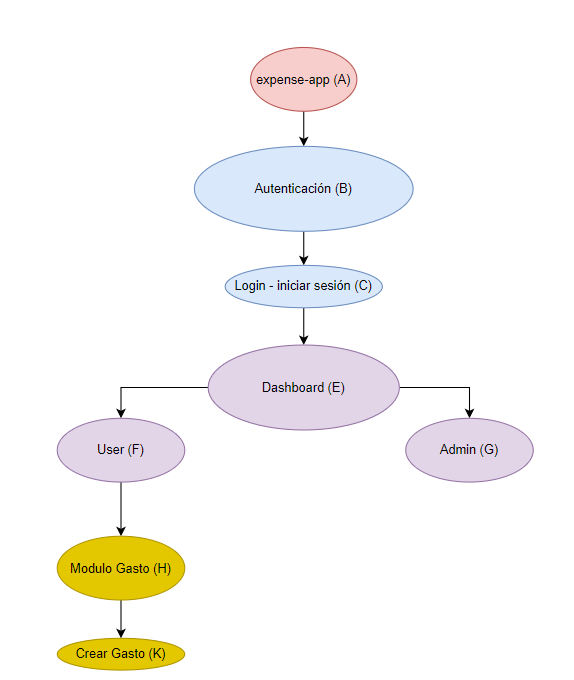 expense-app (A)
Autenticación (B)
Login - iniciar sesión (C)
Dashboard (E)
User (F)
Admin (G)
Modulo Gasto (H)
Crear Gasto (K)